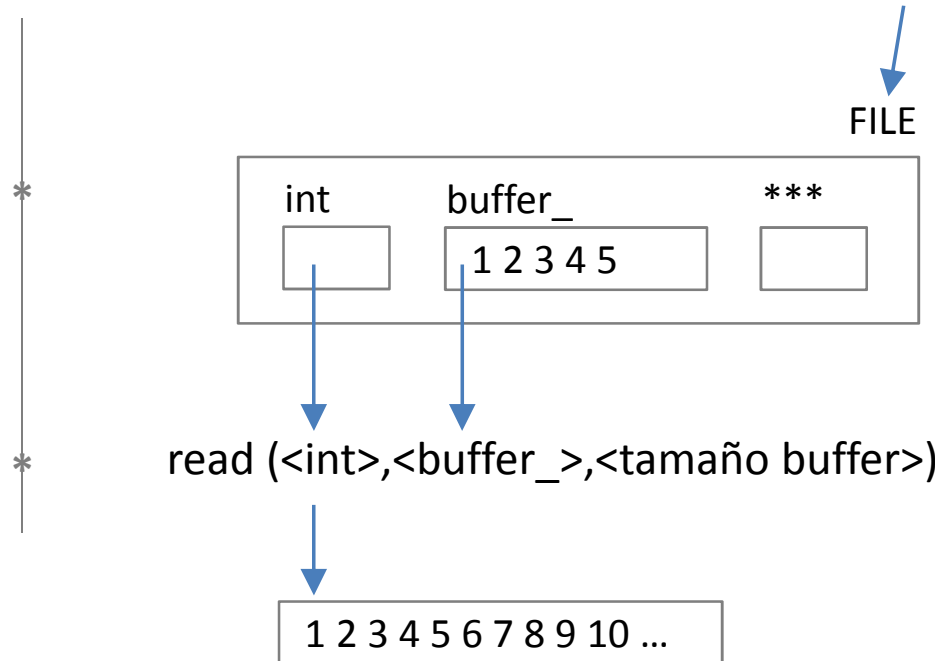 FILE
* int buffer_ ***
1 2 3 4 5
* read (<int>,<buffer_>,<tamaño buffer>)
1 2 3 4 5 6 7 8 9 10 ...